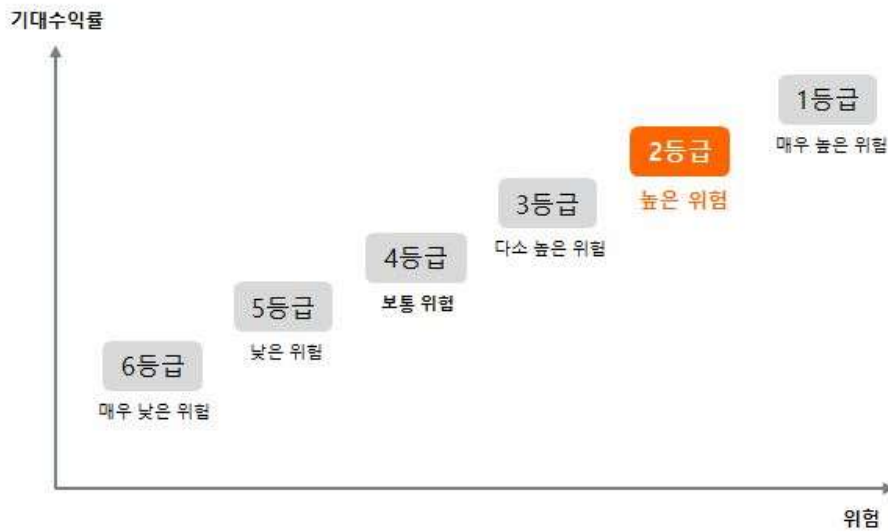 기대수익률
1등급
매우 높은 위험
2등급
높은 위험
3등급
다소 높은 위험
4등급
보통 위험
5등급
낮은 위험
6등급
매우 낮은 위험
위험